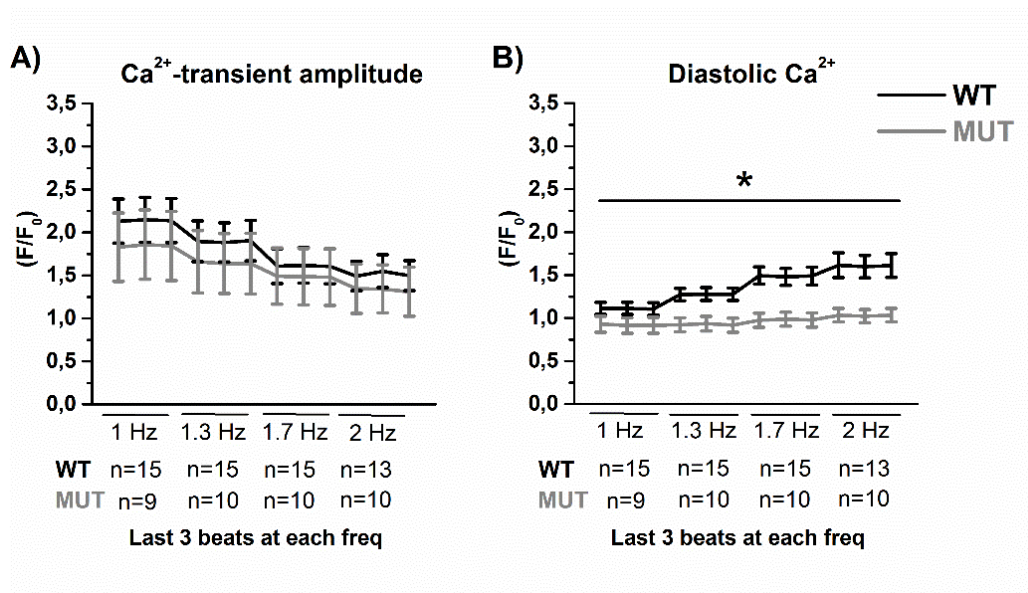 A)
Ca²⁺-transient amplitude
(F/F₀)
3,5
3,0
2,5
2,0
1,5
1,0
0,5
0,0
1 Hz 1.3 Hz 1.7 Hz 2 Hz
WT n=15 n=15 n=15 n=13
MUT n=9 n=10 n=10 n=10
Last 3 beats at each freq
B)
Diastolic Ca²⁺
WT
MUT
*
(F/F₀)
3,5
3,0
2,5
2,0
1,5
1,0
0,5
0,0
1 Hz 1.3 Hz 1.7 Hz 2 Hz
WT n=15 n=15 n=15 n=13
MUT n=9 n=10 n=10 n=10
Last 3 beats at each freq